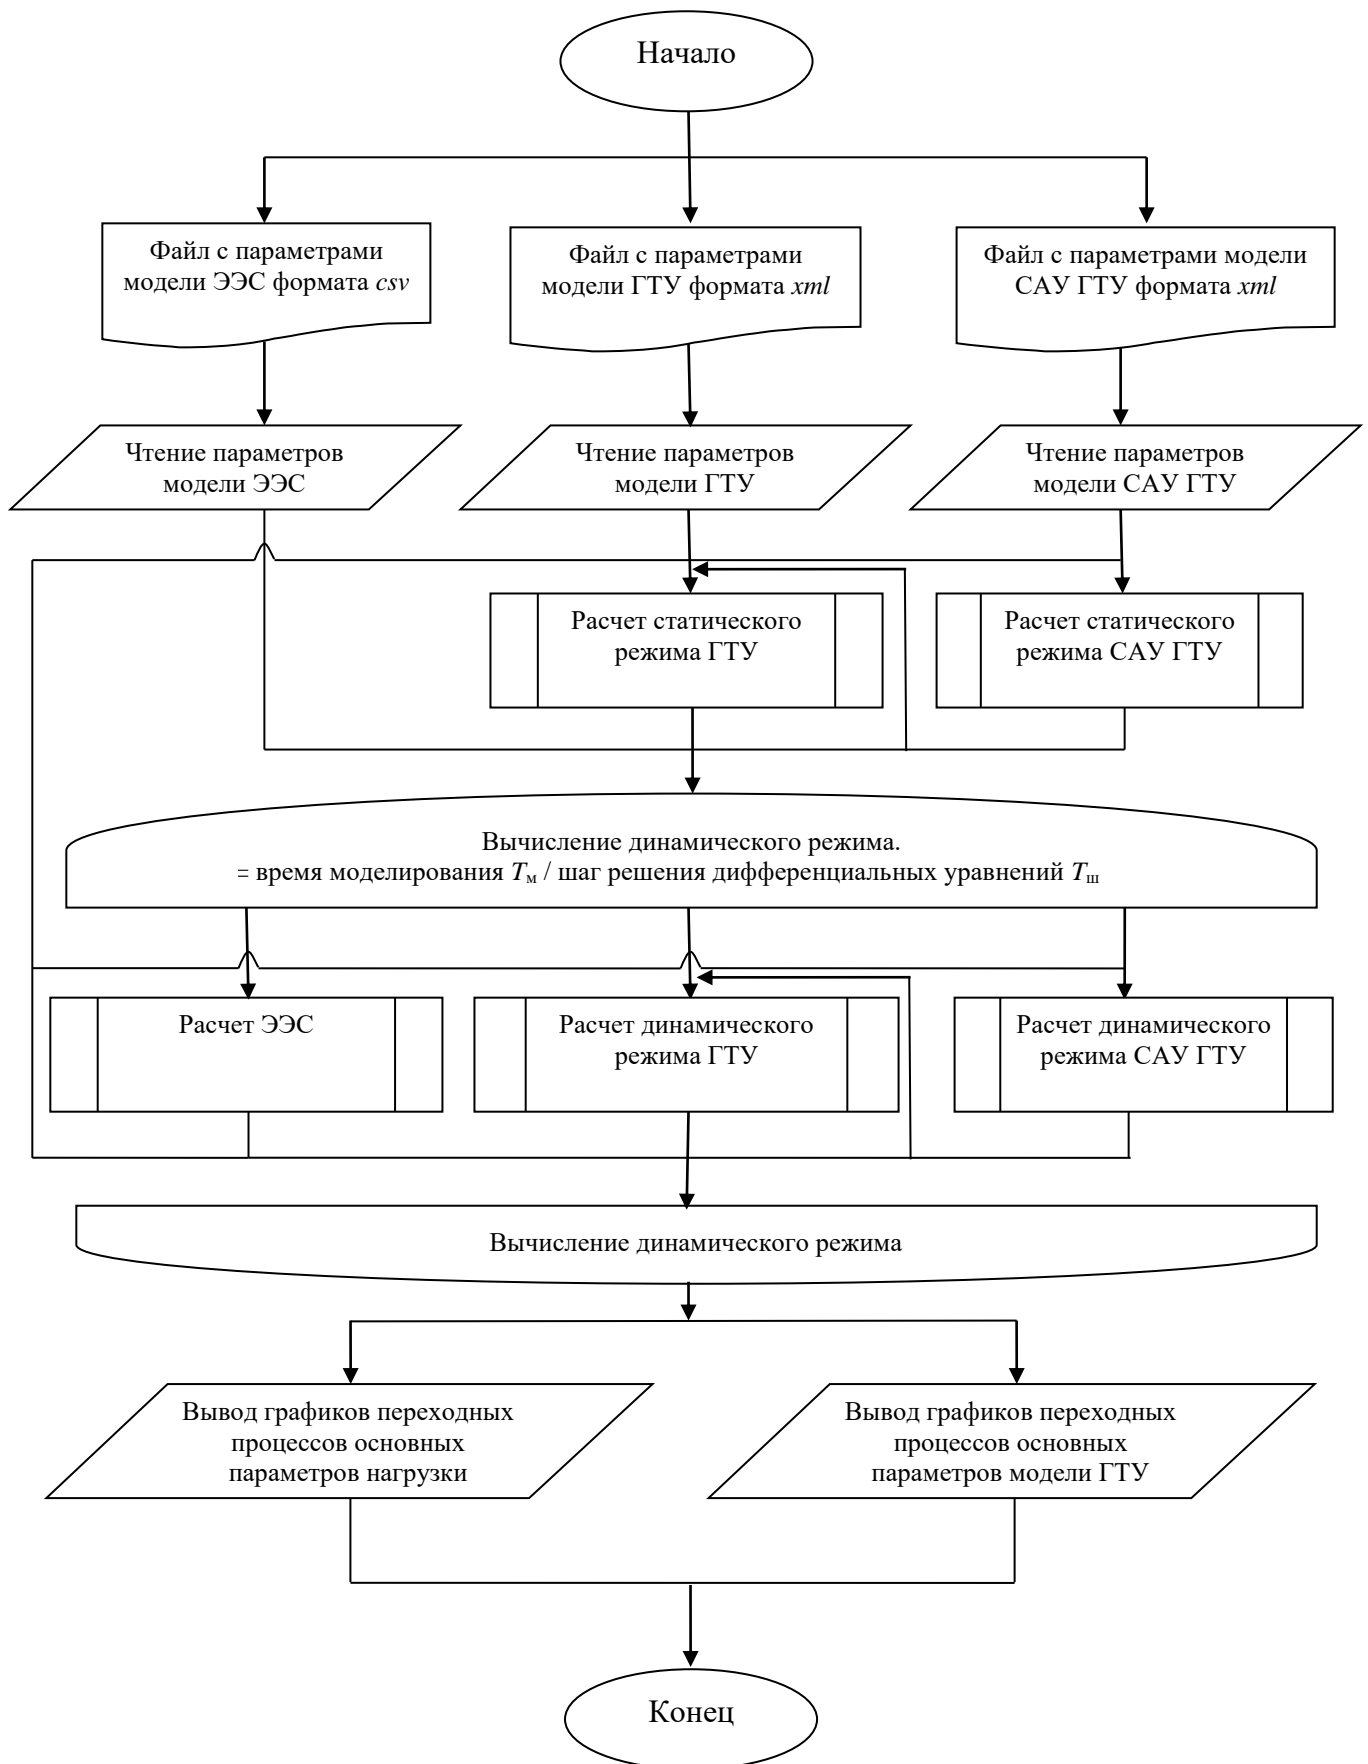 Начало
Файл с параметрами
модели ЭЭС формата csv
Файл с параметрами
модели ГТУ формата xml
Файл с параметрами модели
САУ ГТУ формата xml
Чтение параметров
модели ЭЭС
Чтение параметров
модели ГТУ
Чтение параметров
модели САУ ГТУ
Расчет статического
режима ГТУ
Расчет статического
режима САУ ГТУ
Вычисление динамического режима.
= время моделирования Tм / шаг решения дифференциальных уравнений Tш
Расчет ЭЭС
Расчет динамического
режима ГТУ
Расчет динамического
режима САУ ГТУ
Вычисление динамического режима
Вывод графиков переходных
процессов основных
параметров нагрузки
Вывод графиков переходных
процессов основных
параметров модели ГТУ
Конец